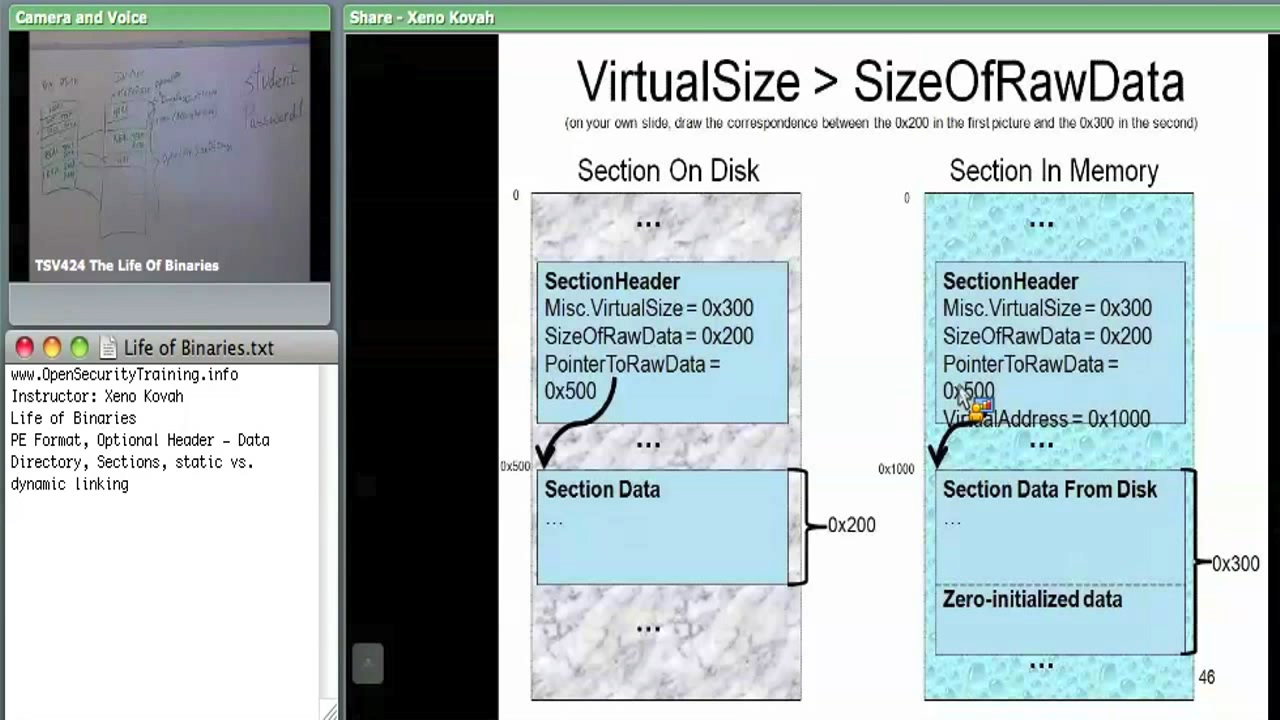 Camera and Voice
Share - Xeno Kovah
student
TSV424 The Life Of Binaries
Life of Binaries.txt
www.OpenSecurityTraining.info
Instructor: Xeno Kovah
Life of Binaries
PE Format, Optional Header – Data
Directory, Sections, static vs.
dynamic linking
VirtualSize > SizeOfRawData
(on your own slide, draw the correspondence between the 0x200 in the first picture and the 0x300 in the second)
Section On Disk
0
...
SectionHeader
Misc.VirtualSize = 0x300
SizeOfRawData = 0x200
PointerToRawData =
0x500
...
0x500
Section Data
...
0x200
...
Section In Memory
0
...
SectionHeader
Misc.VirtualSize = 0x300
SizeOfRawData = 0x200
PointerToRawData =
0x500
VirtualAddress = 0x1000
...
0x1000
Section Data From Disk
...
0x300
Zero-initialized data
...
46